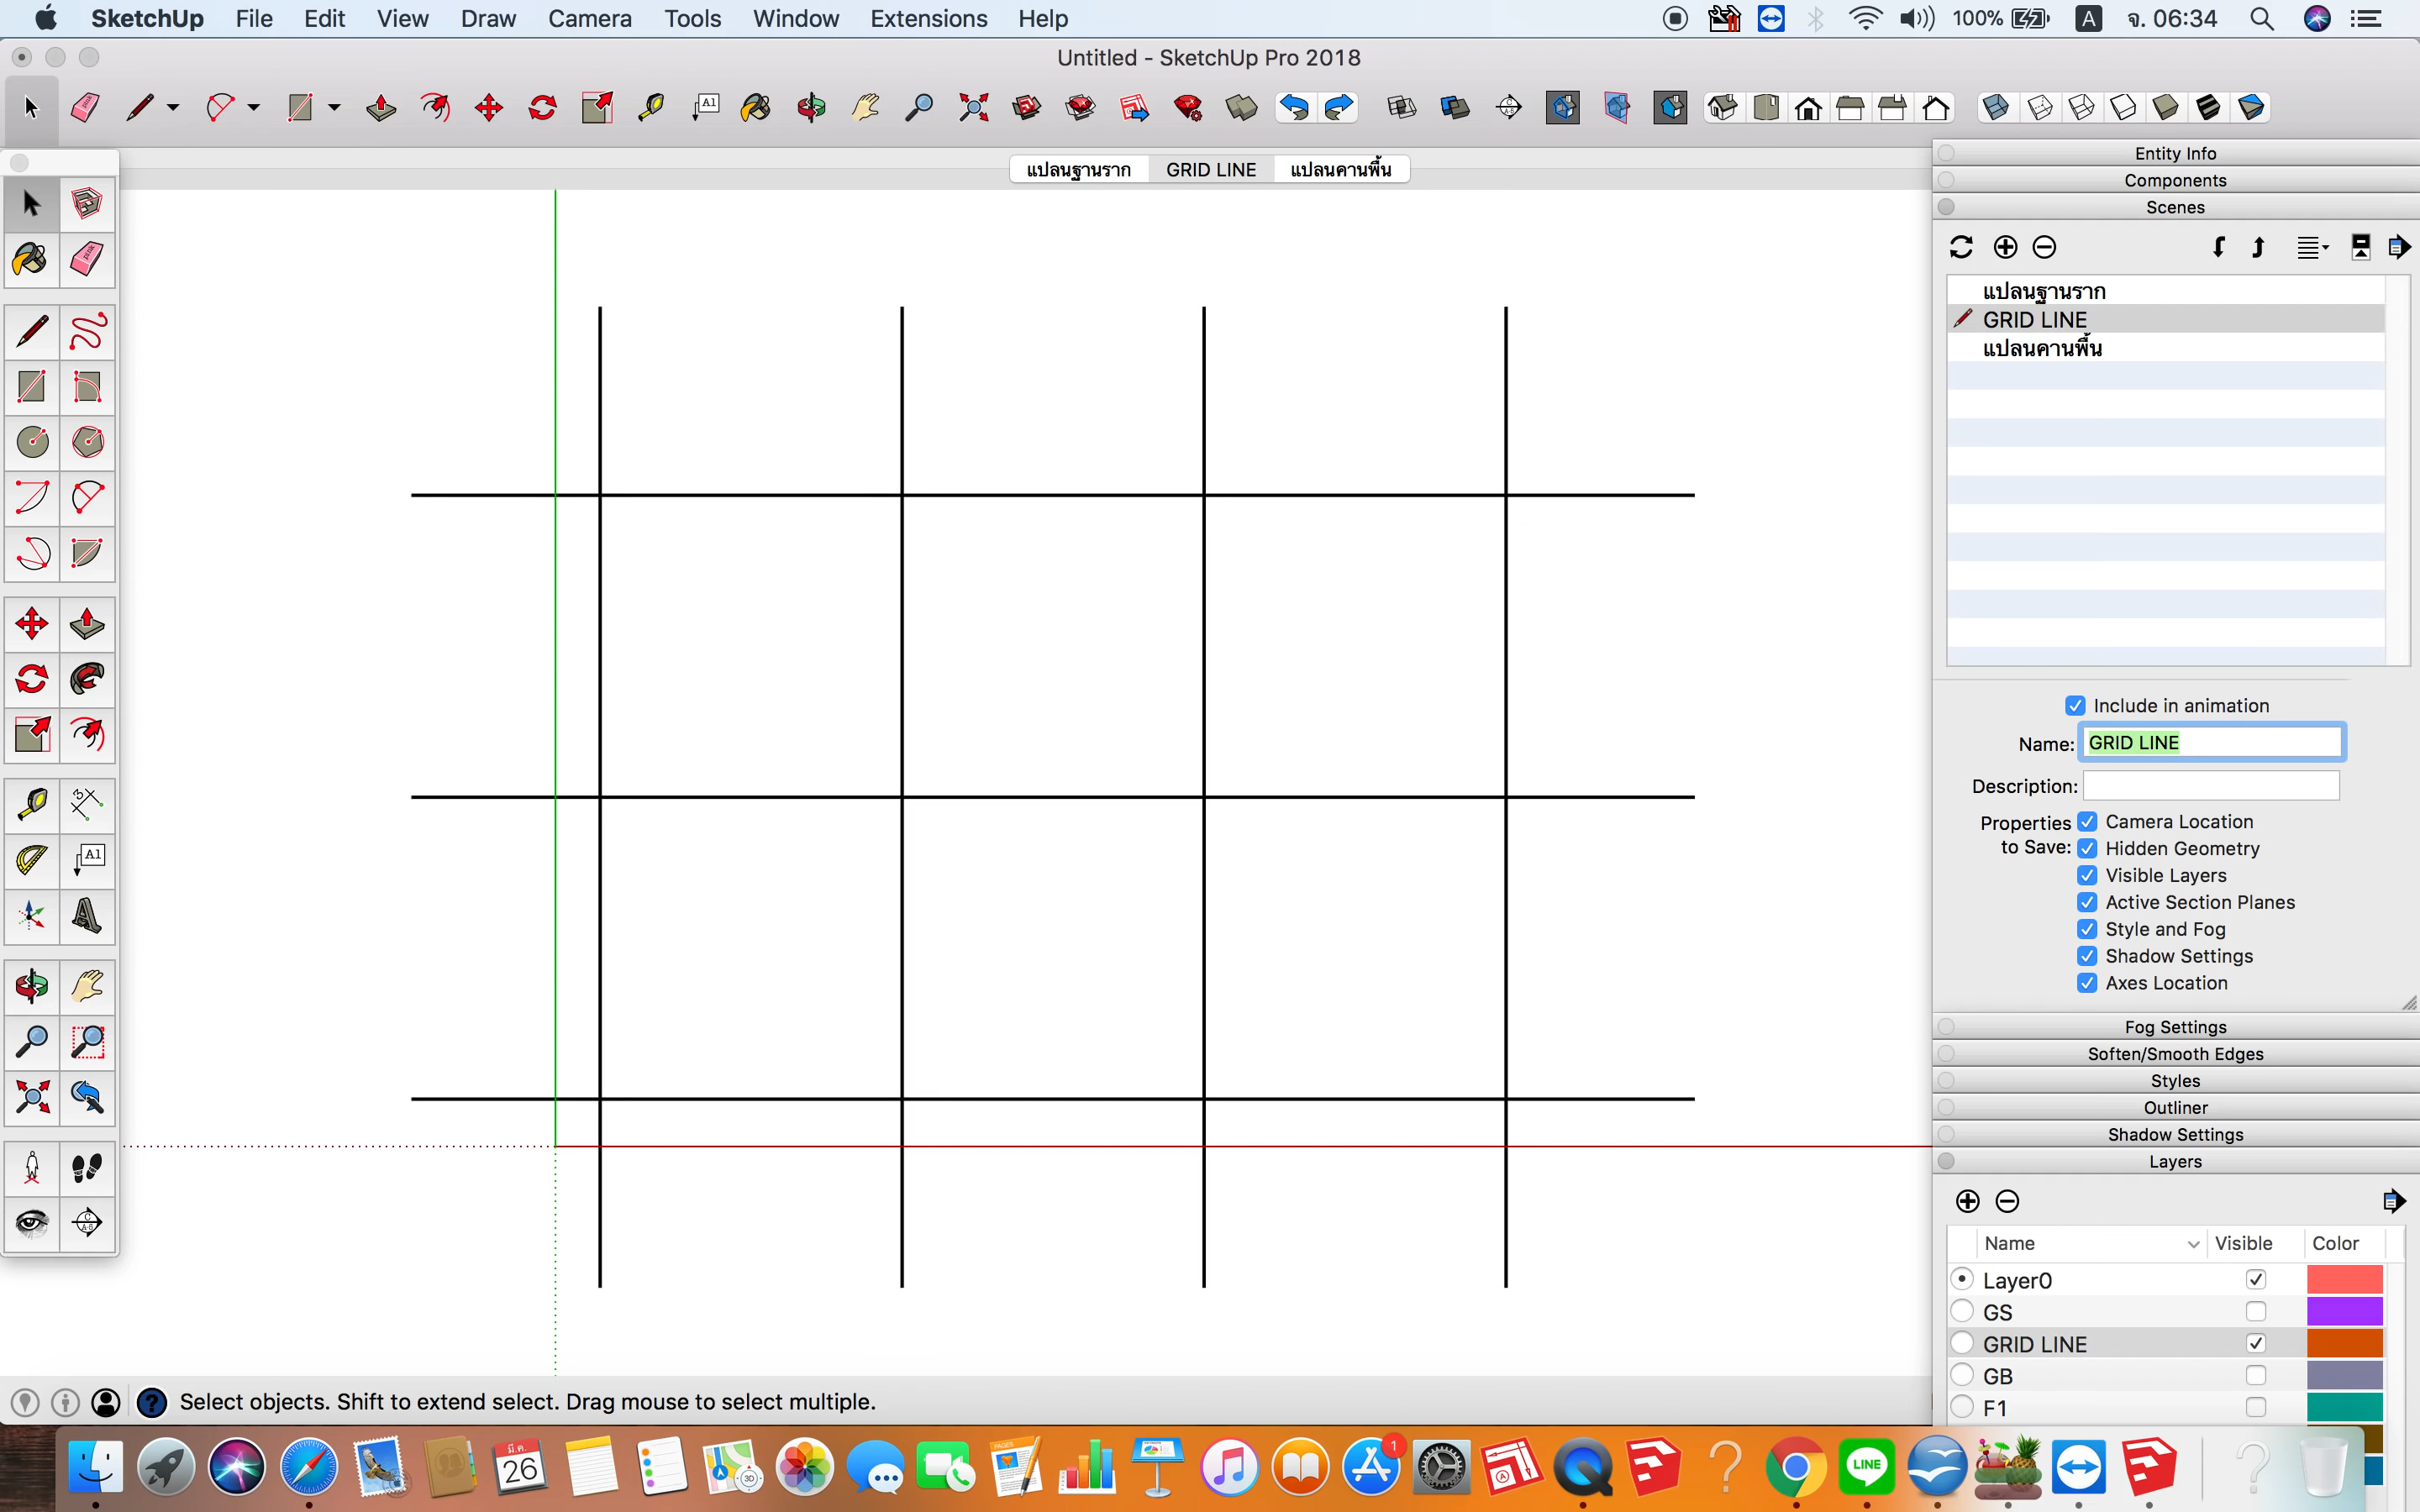 SketchUp File Edit View Draw Camera Tools Window Extensions Help 100% A จ. 06:34
Untitled - SketchUp Pro 2018
แปลนฐานราก GRID LINE แปลนคานพื้น
Entity Info
Components
Scenes
แปลนฐานราก
GRID LINE
แปลนคานพื้น
Include in animation
Name: GRID LINE
Description:
Properties to Save:
Camera Location
Hidden Geometry
Visible Layers
Active Section Planes
Style and Fog
Shadow Settings
Axes Location
Fog Settings
Soften/Smooth Edges
Styles
Outliner
Shadow Settings
Layers
Name Visible Color
Layer0
GS
GRID LINE
GB
F1
Select objects. Shift to extend select. Drag mouse to select multiple.
มี.ค.
26
PAGES
3D
1
LINE